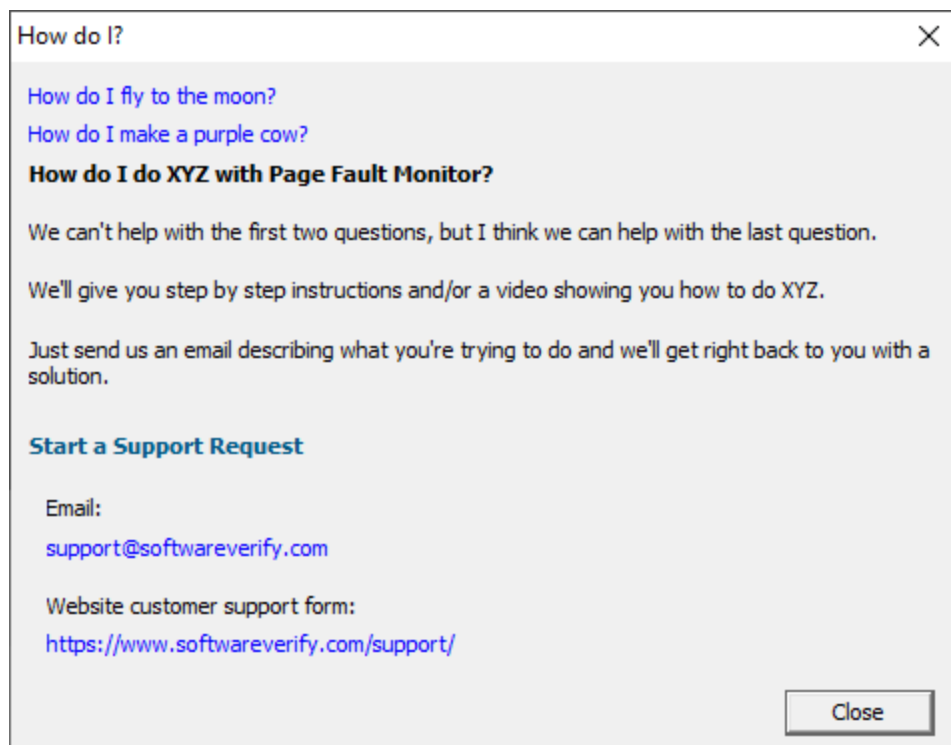 How do I?
How do I fly to the moon?
How do I make a purple cow?
How do I do XYZ with Page Fault Monitor?
We can't help with the first two questions, but I think we can help with the last question.
We'll give you step by step instructions and/or a video showing you how to do XYZ.
Just send us an email describing what you're trying to do and we'll get right back to you with a
solution.
Start a Support Request
Email:
support@softwareverify.com
Website customer support form:
https://www.softwareverify.com/support/
Close